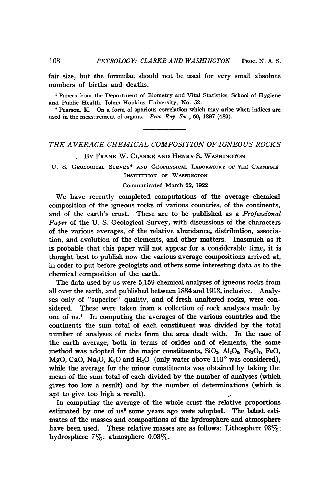 108 PETROLOGY: CLARKE AND WASHINGTON PROC. N. A. S.
fair size, but the formulas should not be used for very small absolute
numbers of births and deaths.
Papers from the Department of Biometry and Vital Statistics, School of Hygiene
and Public Health, Johns Hopkins University, No. 52.
Pearson, K. On a form of spurious correlation which may arise when indices are
used in the measurement of organs. Proc. Roy. Soc., 60, 1897 (489).
THE AVERAGE CHEMICAL COMPOSITION OF IGNEOUS ROCKS
BY FRANK W. CLARKE AND HENRY S. WASHINGTON
U. S. GEOLOGICAL SURVEY AND GEOPHYSICAL LABORATORY OF THE CARNEGIE
INSTITUTION OF WASHINGTON
Communicated March 22, 1922
We have recently completed computations of the average chemical
composition of the igneous rocks of various countries, of the continents,
and of the earth's crust. These are to be published as a Professional
Paper of the U. S. Geological Survey, with discussions of the characters
of the various averages, of the relative abundance, distribution, associa-
tion, and evolution of the elements, and other matters. Inasmuch as it
is probable that this paper will not appear for a considerable time, it is
thought best to publish now the various average compositions arrived at,
in order to put before geologists and others some interesting data as to the
chemical composition of the earth.
The data used by us were 5,159 chemical analyses of igneous rocks from
all over the earth, and published between 1884 and 1913, inclusive. Analy-
ses only of "superior" quality, and of fresh unaltered rocks, were con-
sidered. These were taken from a collection of rock analyses made by
one of us.¹ In computing the averages of the various countries and the
continents the sum total of each constituent was divided by the total
number of analyses of rocks from the area dealt with. In the case of
the earth average, both in terms of oxides and of elements, the same
method was adopted for the major constituents, SiO₂, Al₂O₃, Fe₂O₃, FeO,
MgO, CaO, Na₂O, K₂O and H₂O (only water above 110° was considered),
while the average for the minor constituents was obtained by taking the
mean of the sum total of each divided by the number of analyses (which
gives too low a result) and by the number of determinations (which is
apt to give too high a result).
In computing the average of the whole crust the relative proportions
estimated by one of us² some years ago were adopted. The latest esti-
mates of the masses and compositions of the hydrosphere and atmosphere
have been used. These relative masses are as follows: Lithosphere 93%;
hydrosphere 7%; atmosphere 0.03%.